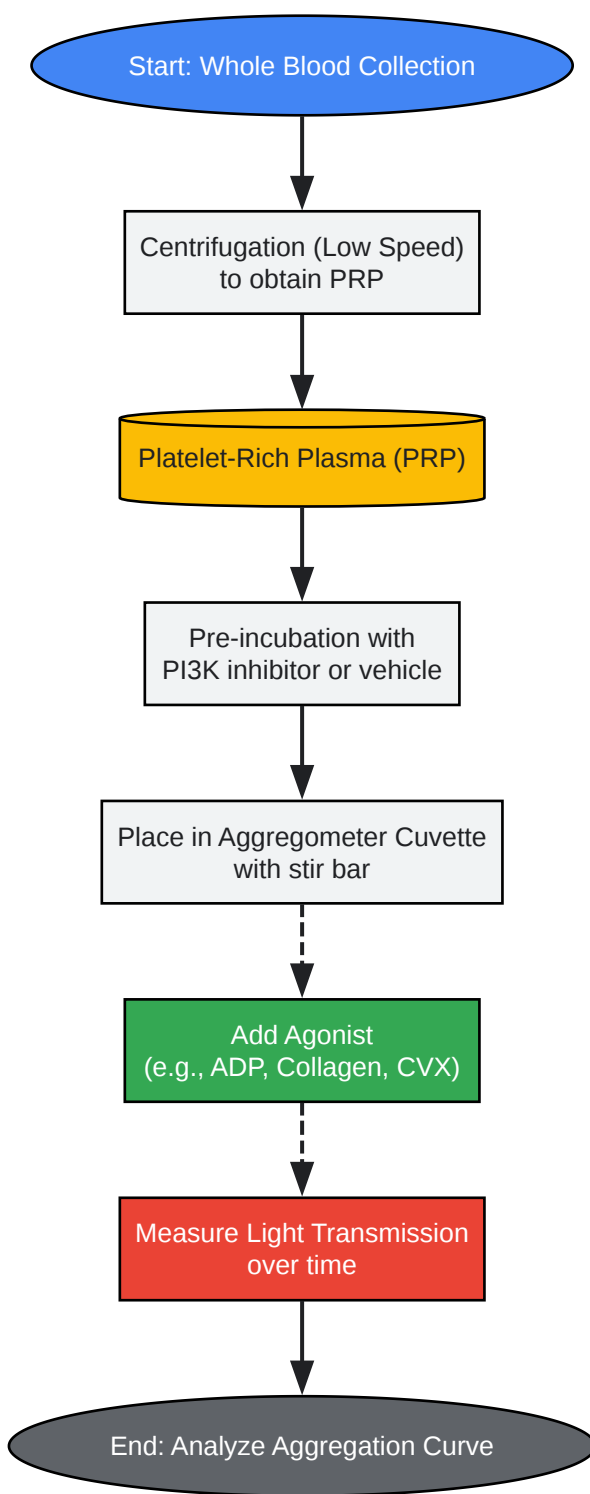 Start: Whole Blood Collection
Centrifugation (Low Speed)
to obtain PRP
Platelet-Rich Plasma (PRP)
Pre-incubation with
PI3K inhibitor or vehicle
Place in Aggregometer Cuvette
with stir bar
Add Agonist
(e.g., ADP, Collagen, CVX)
Measure Light Transmission
over time
End: Analyze Aggregation Curve